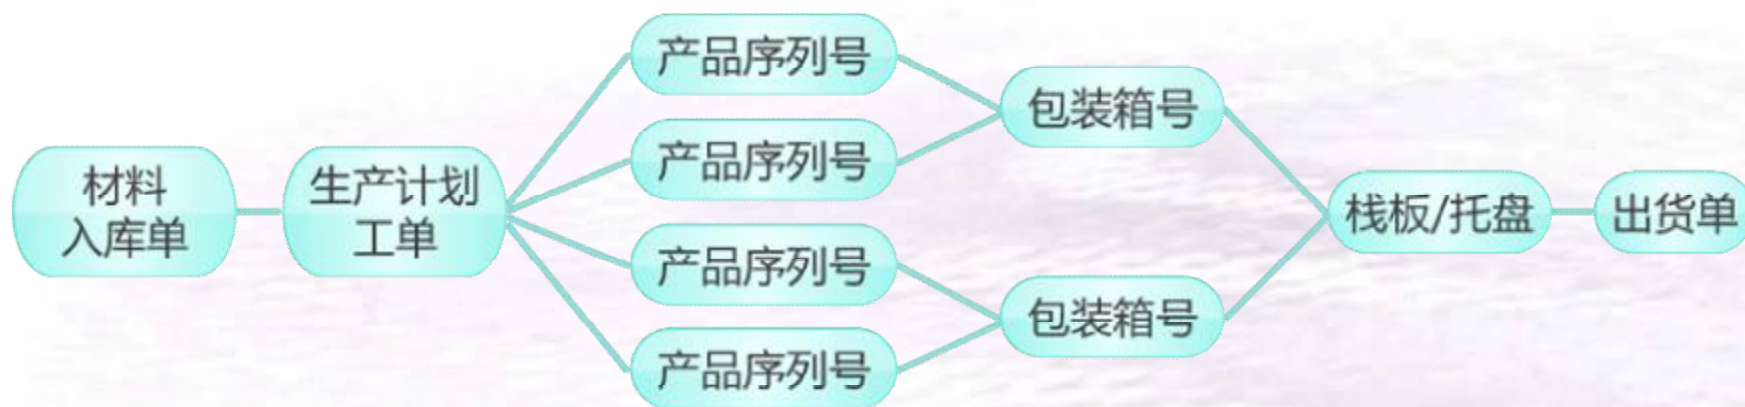 材料
入库单
生产计划
工单
产品序列号
产品序列号
产品序列号
产品序列号
包装箱号
包装箱号
栈板/托盘
出货单